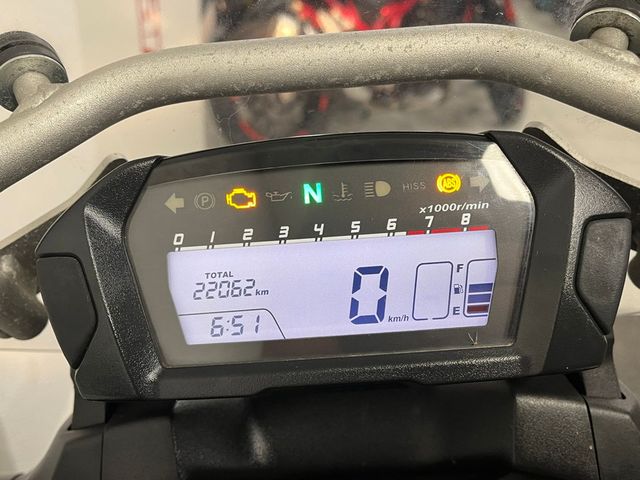 P N HISS ABS
x1000r/min
0 1 2 3 4 5 6 7 8
TOTAL
22062 km
6:51
0 km/h
F
E